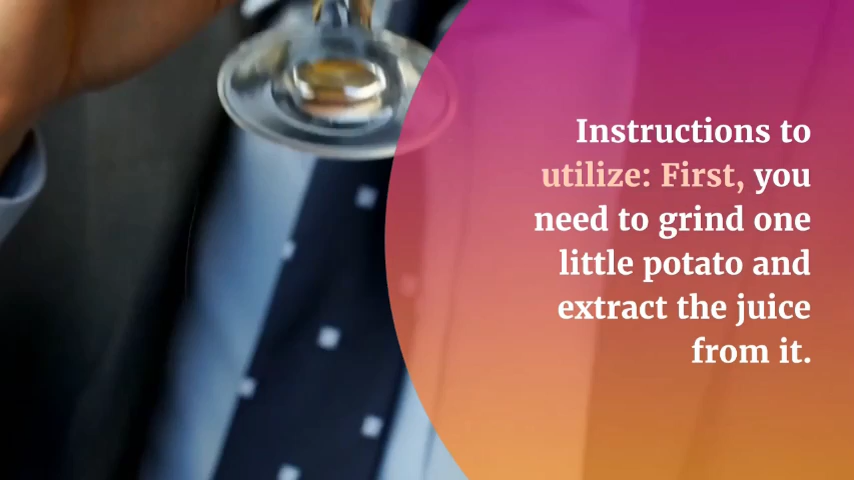 Instructions to
utilize: First, you
need to grind one
little potato and
extract the juice
from it.